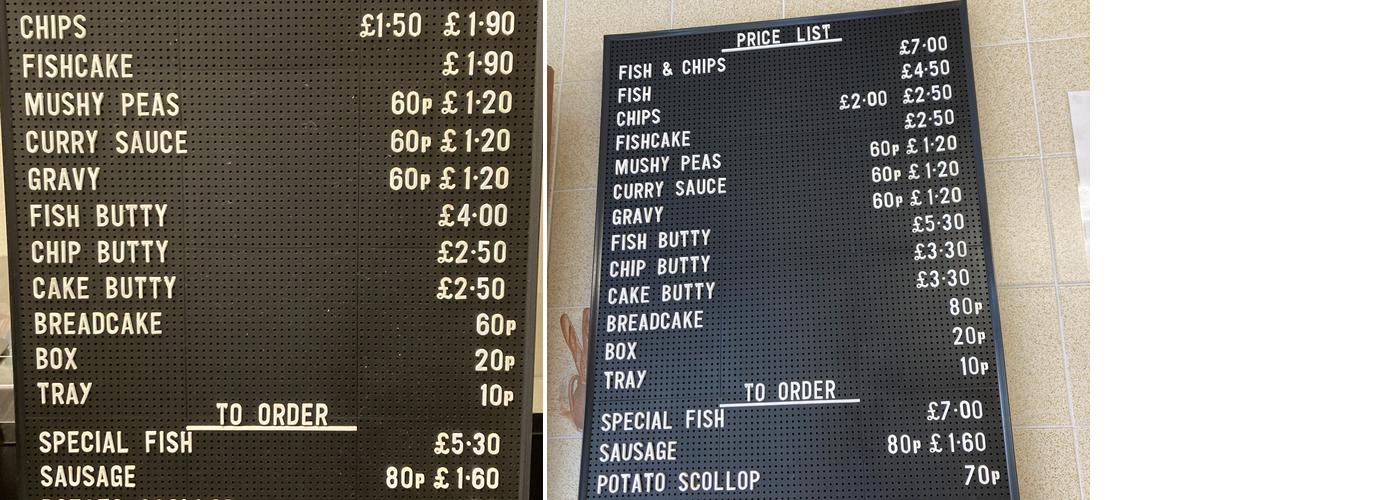 CHIPS £1·50 £1·90
FISHCAKE £1·90
MUSHY PEAS 60p £1·20
CURRY SAUCE 60p £1·20
GRAVY 60p £1·20
FISH BUTTY £4·00
CHIP BUTTY £2·50
CAKE BUTTY £2·50
BREADCAKE 60p
BOX 20p
TRAY 10p
TO ORDER
SPECIAL FISH £5·30
SAUSAGE 80p £1·60
PRICE LIST
FISH & CHIPS £7·00
FISH £4·50
CHIPS £2·00 £2·50
FISHCAKE £2·50
MUSHY PEAS 60p £1·20
CURRY SAUCE 60p £1·20
GRAVY 60p £1·20
FISH BUTTY £5·30
CHIP BUTTY £3·30
CAKE BUTTY £3·30
BREADCAKE 80p
BOX 20p
TRAY 10p
TO ORDER
SPECIAL FISH £7·00
SAUSAGE 80p £1·60
POTATO SCOLLOP 70p